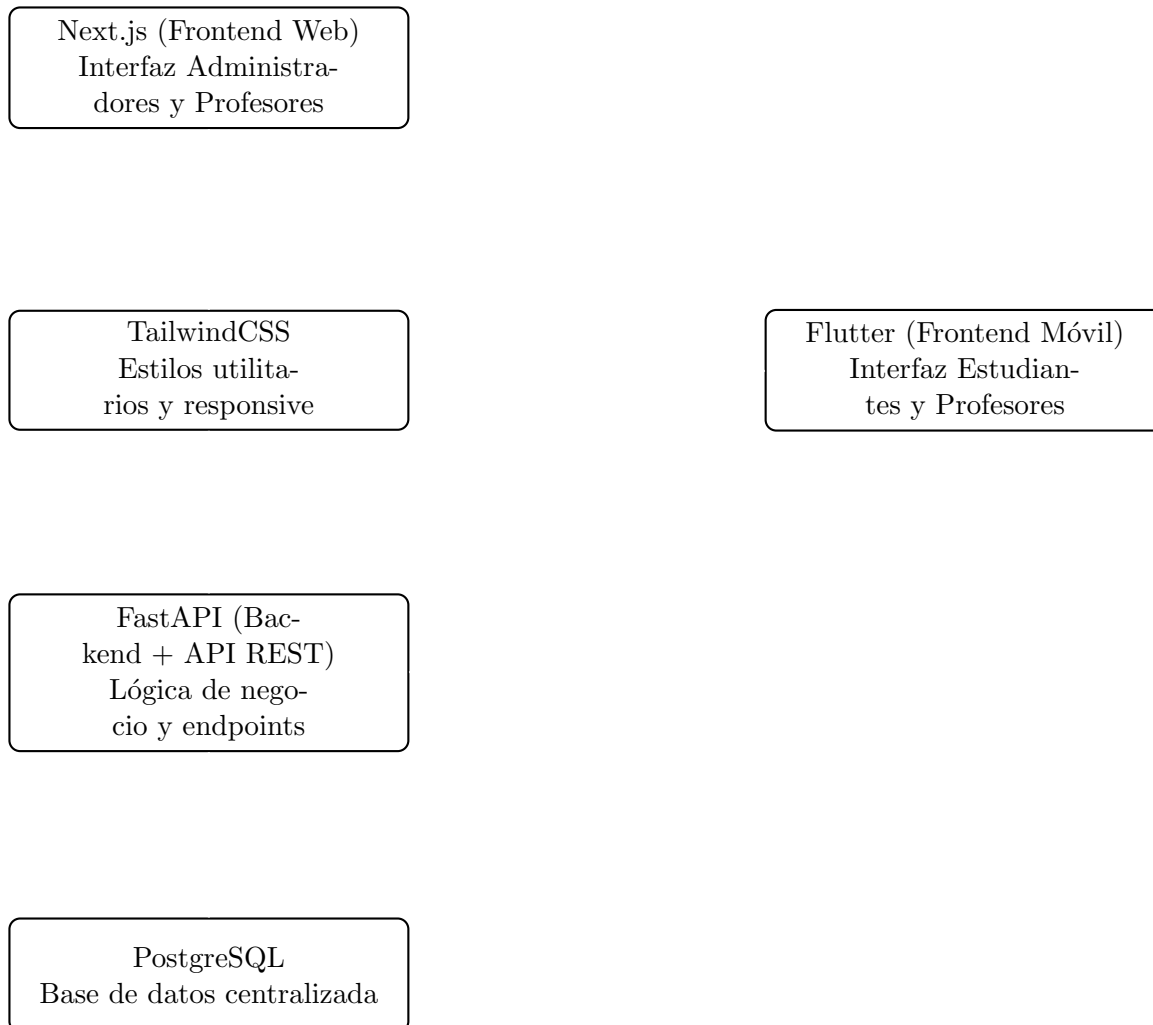 Next.js (Frontend Web)
Interfaz Administra-
dores y Profesores
TailwindCSS
Estilos utilita-
rios y responsive
Flutter (Frontend Móvil)
Interfaz Estudian-
tes y Profesores
FastAPI (Bac-
kend + API REST)
Lógica de nego-
cio y endpoints
PostgreSQL
Base de datos centralizada